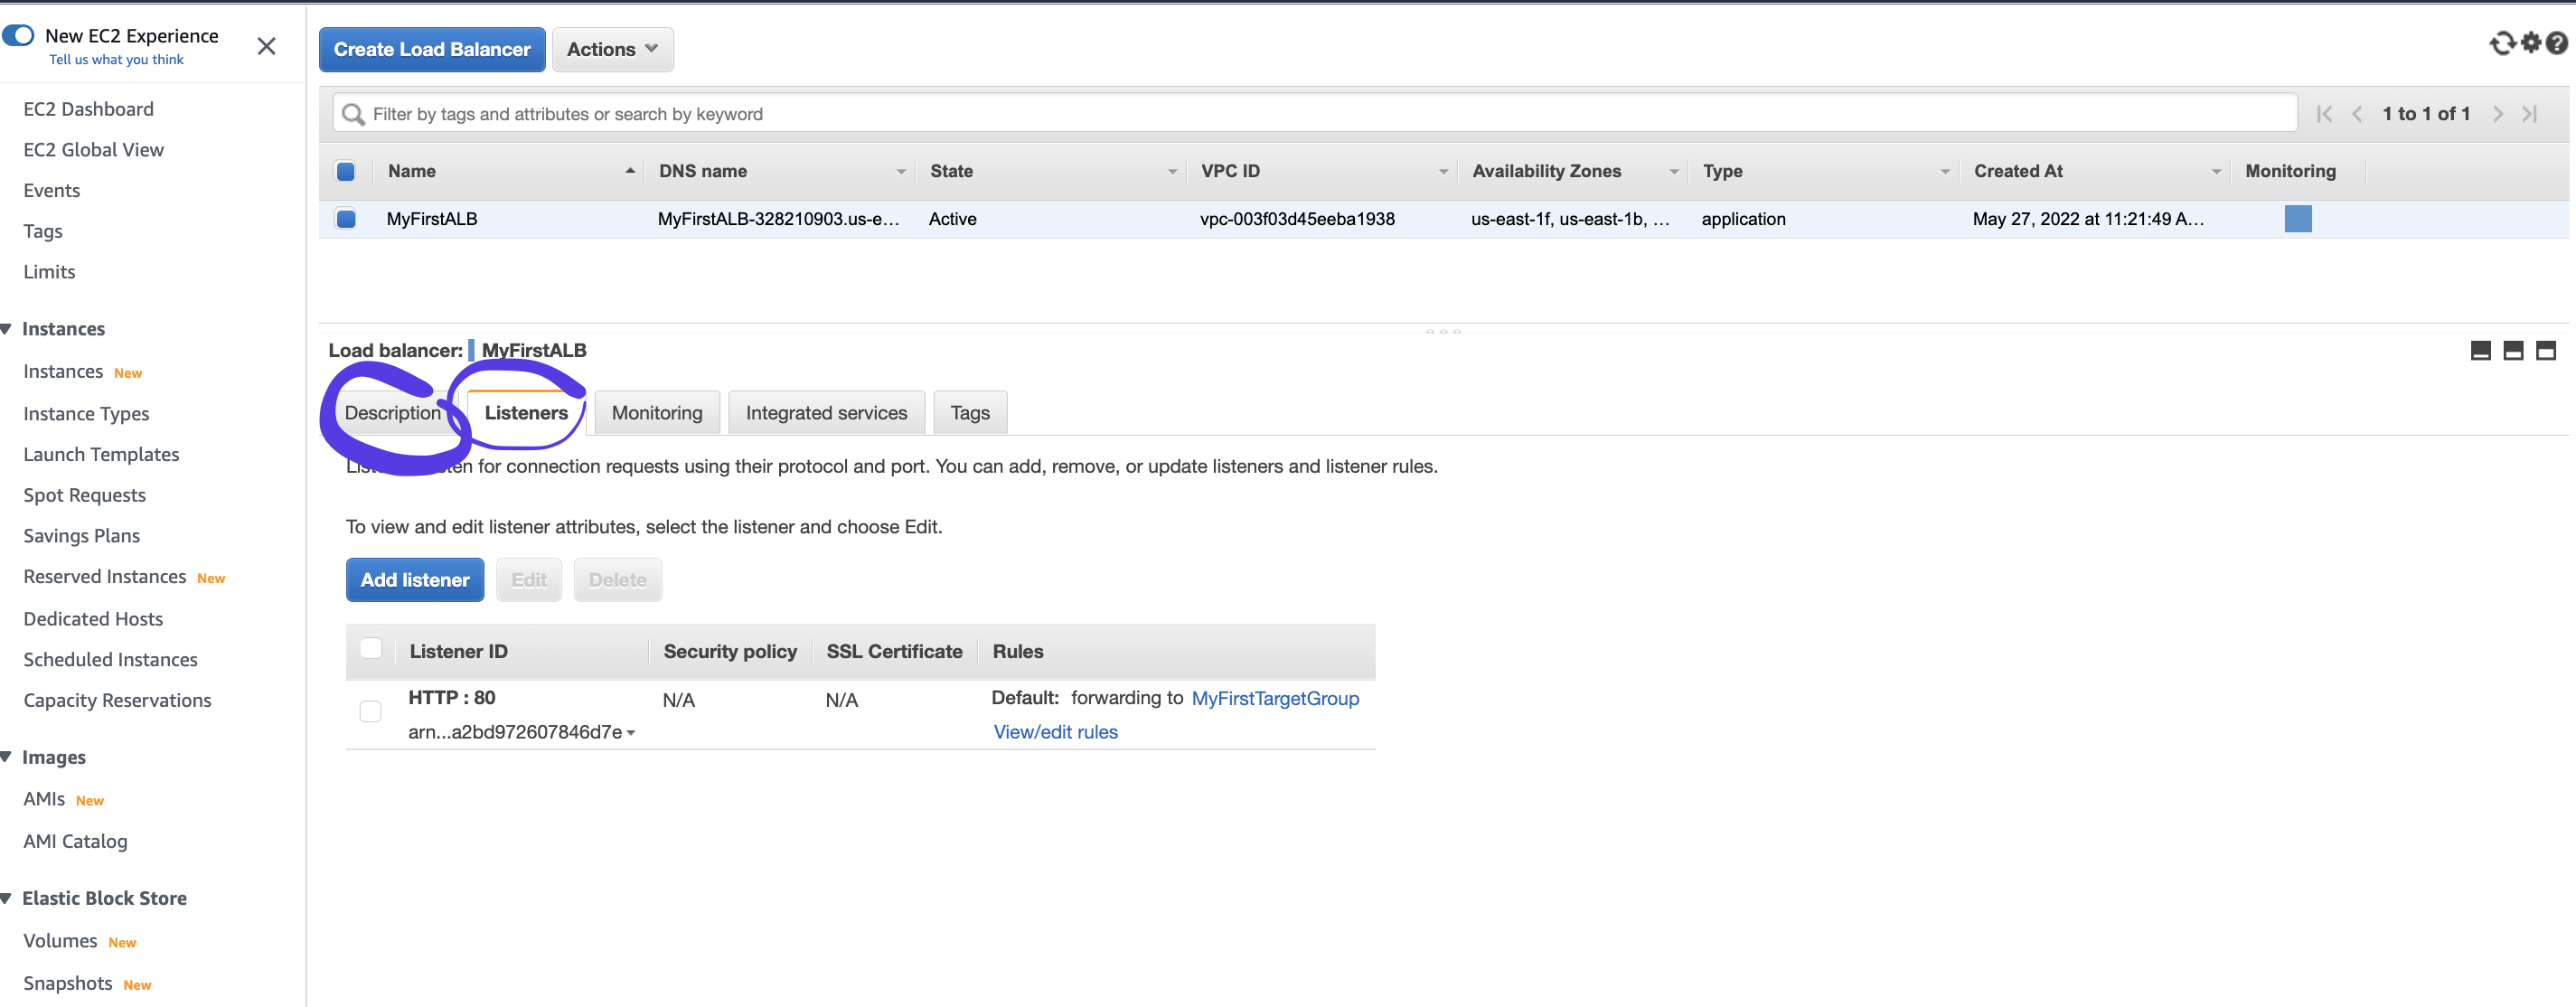 New EC2 Experience
Tell us what you think
EC2 Dashboard
EC2 Global View
Events
Tags
Limits
Instances
Instances New
Instance Types
Launch Templates
Spot Requests
Savings Plans
Reserved Instances New
Dedicated Hosts
Scheduled Instances
Capacity Reservations
Images
AMIs New
AMI Catalog
Elastic Block Store
Volumes New
Snapshots New
Create Load Balancer Actions
Filter by tags and attributes or search by keyword 1 to 1 of 1
Name DNS name State VPC ID Availability Zones Type Created At Monitoring
MyFirstALB MyFirstALB-328210903.us-e... Active vpc-003f03d45eeba1938 us-east-1f, us-east-1b, ... application May 27, 2022 at 11:21:49 A...
Load balancer: MyFirstALB
Description Listeners Monitoring Integrated services Tags
for connection requests using their protocol and port. You can add, remove, or update listeners and listener rules.
To view and edit listener attributes, select the listener and choose Edit.
Add listener Edit Delete
Listener ID Security policy SSL Certificate Rules
HTTP : 80 N/A N/A Default: forwarding to MyFirstTargetGroup
arn...a2bd972607846d7e View/edit rules